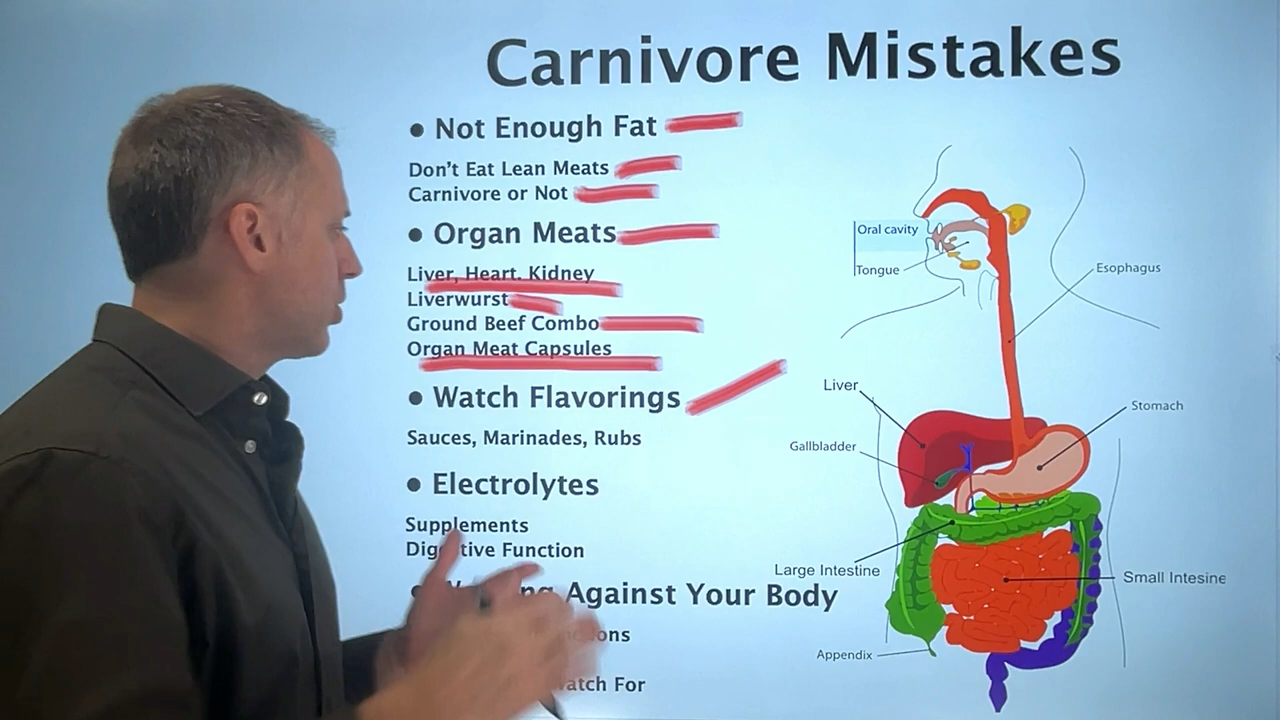 Carnivore Mistakes
● Not Enough Fat
Don't Eat Lean Meats
Carnivore or Not
● Organ Meats
Liver, Heart. Kidney
Liverwurst
Ground Beef Combo
Organ Meat Capsules
● Watch Flavorings
Sauces, Marinades, Rubs
● Electrolytes
Supplements
Function
Against Your Body
For
Oral cavity
Tongue
Esophagus
Liver
Stomach
Gallbladder
Large Intestine
Small Intesine
Appendix